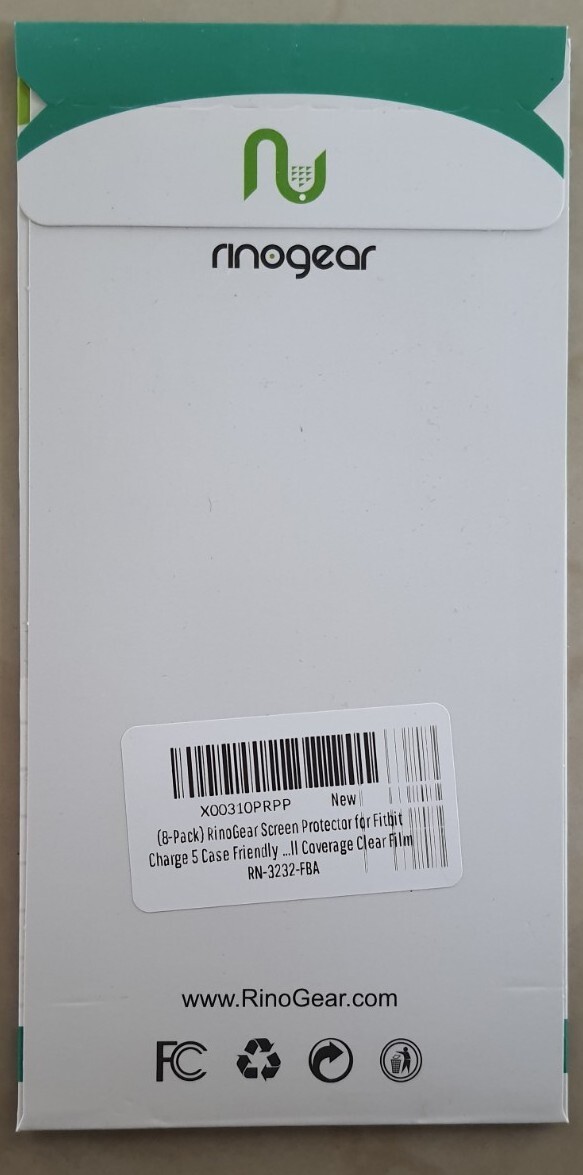 rinogear
X00310PRPP New
(8-Pack) RinoGear Screen Protector for Fitbit
Charge 5 Case Friendly ...ll Coverage Clear Film
RN-3232-FBA
www.RinoGear.com
FC